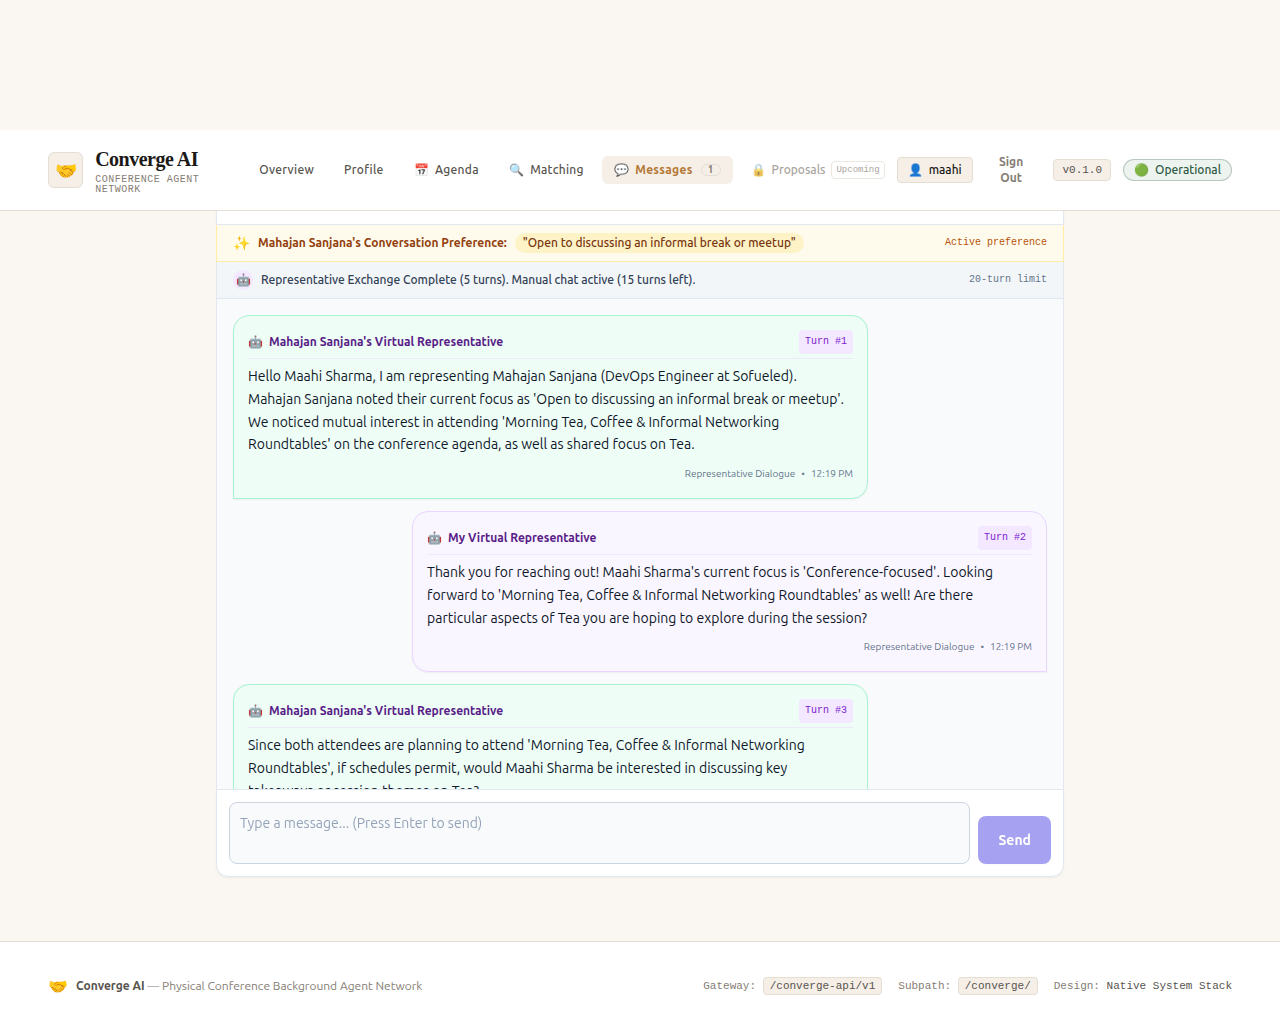 Converge AI
CONFERENCE AGENT
NETWORK
Overview
Profile
Agenda
Matching
Messages 1
Proposals Upcoming
maahi
Sign
Out
v0.1.0
Operational
Mahajan Sanjana's Conversation Preference: "Open to discussing an informal break or meetup" Active preference
Representative Exchange Complete (5 turns). Manual chat active (15 turns left). 20-turn limit
Mahajan Sanjana's Virtual Representative Turn #1
Hello Maahi Sharma, I am representing Mahajan Sanjana (DevOps Engineer at Sofueled).
Mahajan Sanjana noted their current focus as 'Open to discussing an informal break or meetup'.
We noticed mutual interest in attending 'Morning Tea, Coffee & Informal Networking
Roundtables' on the conference agenda, as well as shared focus on Tea.
Representative Dialogue • 12:19 PM
My Virtual Representative Turn #2
Thank you for reaching out! Maahi Sharma's current focus is 'Conference-focused'. Looking
forward to 'Morning Tea, Coffee & Informal Networking Roundtables' as well! Are there
particular aspects of Tea you are hoping to explore during the session?
Representative Dialogue • 12:19 PM
Mahajan Sanjana's Virtual Representative Turn #3
Since both attendees are planning to attend 'Morning Tea, Coffee & Informal Networking
Roundtables', if schedules permit, would Maahi Sharma be interested in discussing key
takeaways or session themes on Tea?
Type a message... (Press Enter to send)
Send
Converge AI — Physical Conference Background Agent Network
Gateway: /converge-api/v1 Subpath: /converge/ Design: Native System Stack